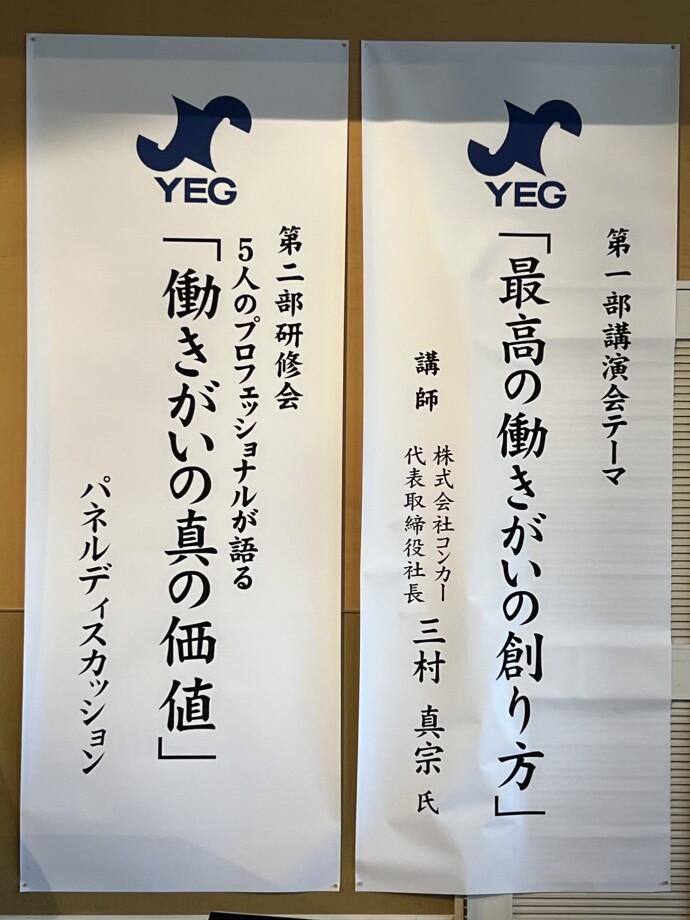 YEG
第一部講演会テーマ
「最高の働きがいの創り方」
講師
株式会社コンカー
代表取締役社長
三村 真宗 氏
YEG
第二部研修会
5人のプロフェッショナルが語る
「働きがいの真の価値」
パネルディスカッション